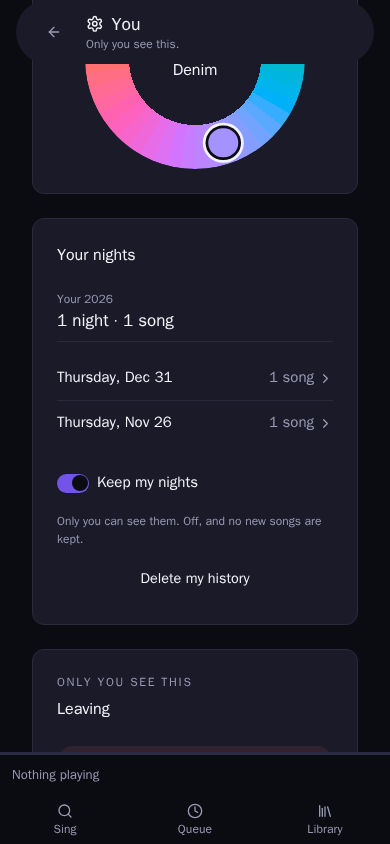 You
Only you see this.
Denim
Your nights
Your 2026
1 night · 1 song
Thursday, Dec 31
1 song
Thursday, Nov 26
1 song
Keep my nights
Only you can see them. Off, and no new songs are
kept.
Delete my history
ONLY YOU SEE THIS
Leaving
Nothing playing
Sing
Queue
Library